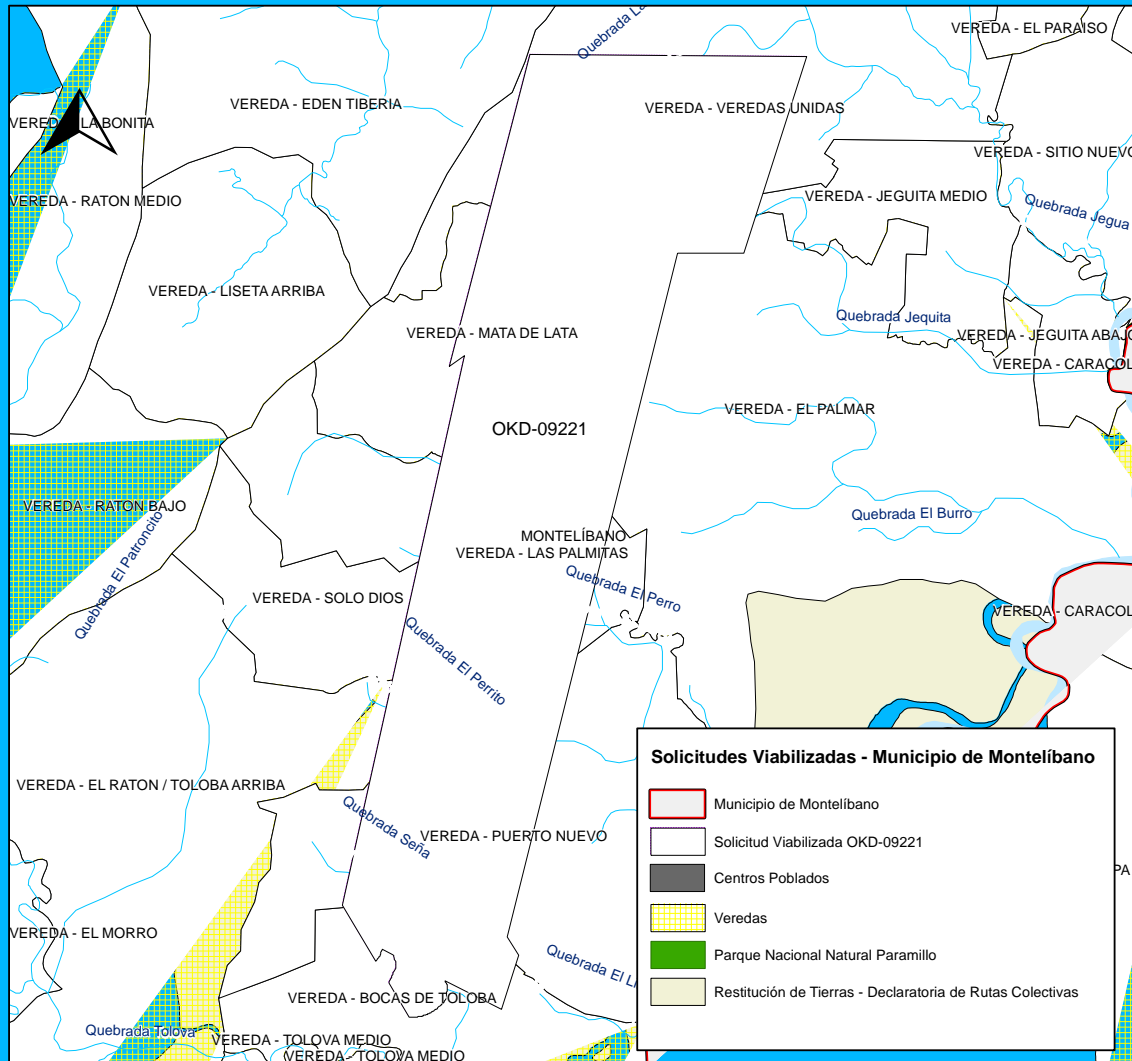 Quebrada La
VEREDA - EL PARAISO
VEREDA - EDEN TIBERIA
VEREDA - VEREDAS UNIDAS
VEREDA - LA BONITA
VEREDA - SITIO NUEVO
VEREDA - RATON MEDIO
VEREDA - JEGUITA MEDIO
Quebrada Jegua
VEREDA - LISETA ARRIBA
Quebrada Jequita
VEREDA - MATA DE LATA
VEREDA - JEGUITA ABAJO
VEREDA - CARACOL
VEREDA - EL PALMAR
OKD-09221
VEREDA - RATON BAJO
Quebrada El Burro
Quebrada El Patroncito
MONTELÍBANO
VEREDA - LAS PALMITAS
Quebrada El Perro
VEREDA - SOLO DIOS
VEREDA - CARACOL
Quebrada El Perrito
VEREDA - EL RATON / TOLOBA ARRIBA
Quebrada Seña
VEREDA - PUERTO NUEVO
Solicitudes Viabilizadas - Municipio de Montelíbano
Municipio de Montelíbano
Solicitud Viabilizada OKD-09221
Centros Poblados
Veredas
Parque Nacional Natural Paramillo
Restitución de Tierras - Declaratoria de Rutas Colectivas
PA
VEREDA - EL MORRO
Quebrada El Li
VEREDA - BOCAS DE TOLOBA
Quebrada Tolova
VEREDA - TOLOVA MEDIO
VEREDA - TOLOVA MEDIO